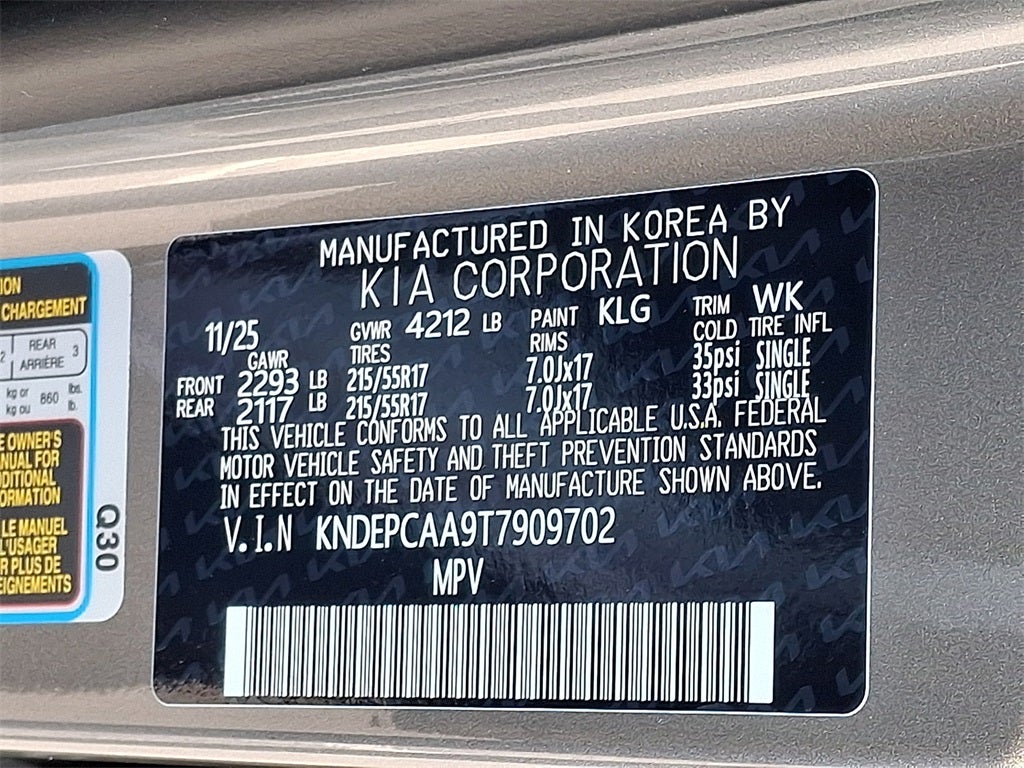 ION
CHARGEMENT
2 REAR 3
ARRIÈRE
kg or 860 lbs.
kg ou lb.
E OWNER'S
ANUAL FOR
DDITIONAL
FORMATION
LE MANUEL
L'USAGER
R PLUS DE
EIGNEMENTS
Q30
MANUFACTURED IN KOREA BY
KIA CORPORATION
11/25 GVWR 4212 LB PAINT KLG TRIM WK
GAWR TIRES RIMS COLD TIRE INFL
FRONT 2293 LB 215/55R17 7.0Jx17 35psi SINGLE
REAR 2117 LB 215/55R17 7.0Jx17 33psi SINGLE
THIS VEHICLE CONFORMS TO ALL APPLICABLE U.S.A. FEDERAL
MOTOR VEHICLE SAFETY AND THEFT PREVENTION STANDARDS
IN EFFECT ON THE DATE OF MANUFACTURE SHOWN ABOVE.
V.I.N KNDEPCAA9T7909702
MPV